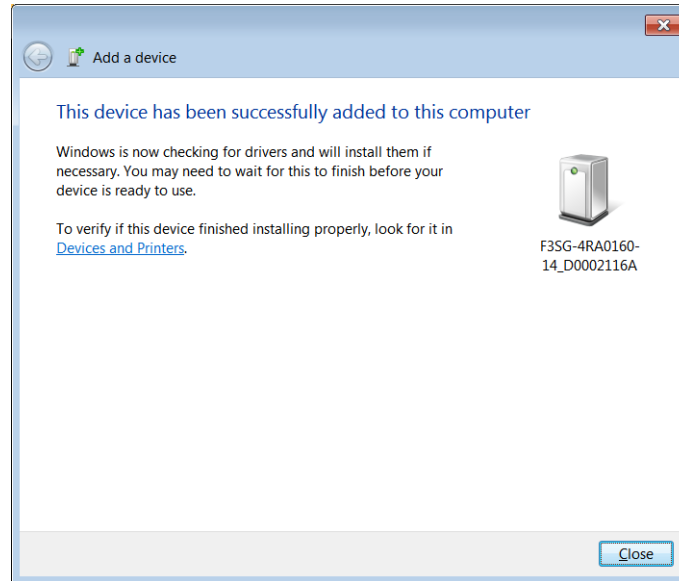 Add a device
This device has been successfully added to this computer
Windows is now checking for drivers and will install them if
necessary. You may need to wait for this to finish before your
device is ready to use.
To verify if this device finished installing properly, look for it in
Devices and Printers.
F3SG-4RA0160-
14_D0002116A
Close